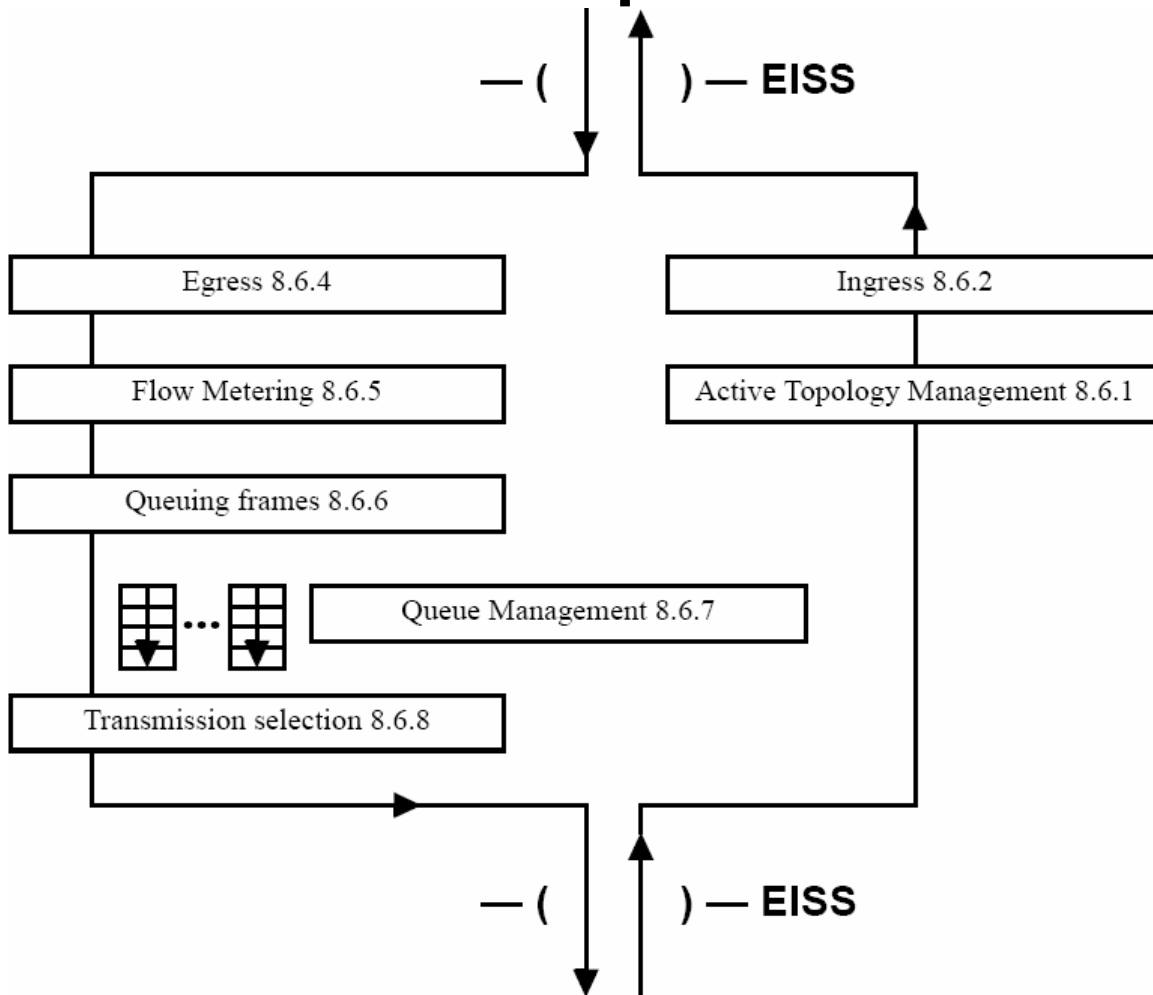 — ( ) — EISS
Egress 8.6.4
Ingress 8.6.2
Flow Metering 8.6.5
Active Topology Management 8.6.1
Queuing frames 8.6.6
...
Queue Management 8.6.7
Transmission selection 8.6.8
— ( ) — EISS